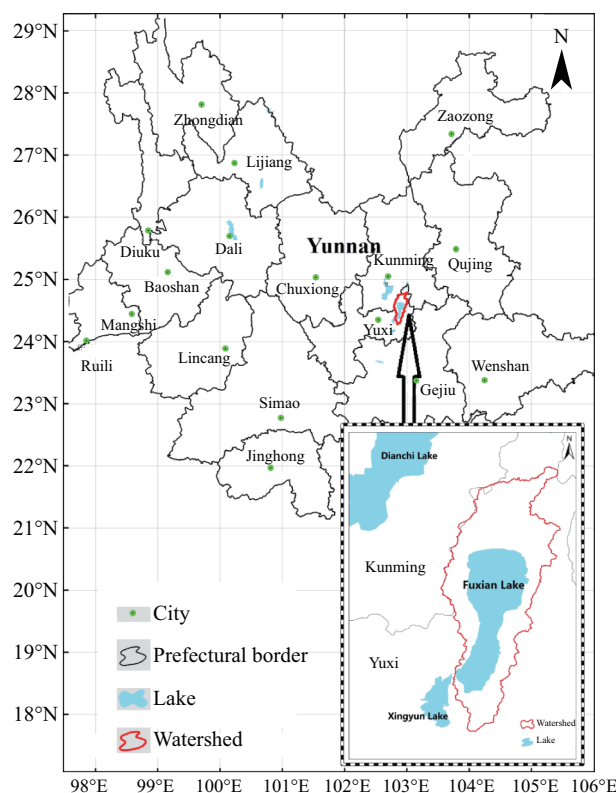 29°N
28°N
27°N
26°N
25°N
24°N
23°N
22°N
21°N
20°N
19°N
18°N
N
Zhongdian
Zaozong
Lijiang
Diuku
Dali
Yunnan
Kunming
Qujing
Baoshan
Chuxiong
Mangshi
Yuxi
Ruili
Lincang
Wenshan
Gejiu
Simao
Jinghong
N
Dianchi Lake
Kunming
Fuxian Lake
Yuxi
Xingyun Lake
Watershed
Lake
City
Prefectural border
Lake
Watershed
98°E 99°E 100°E 101°E 102°E 103°E 104°E 105°E 106°E